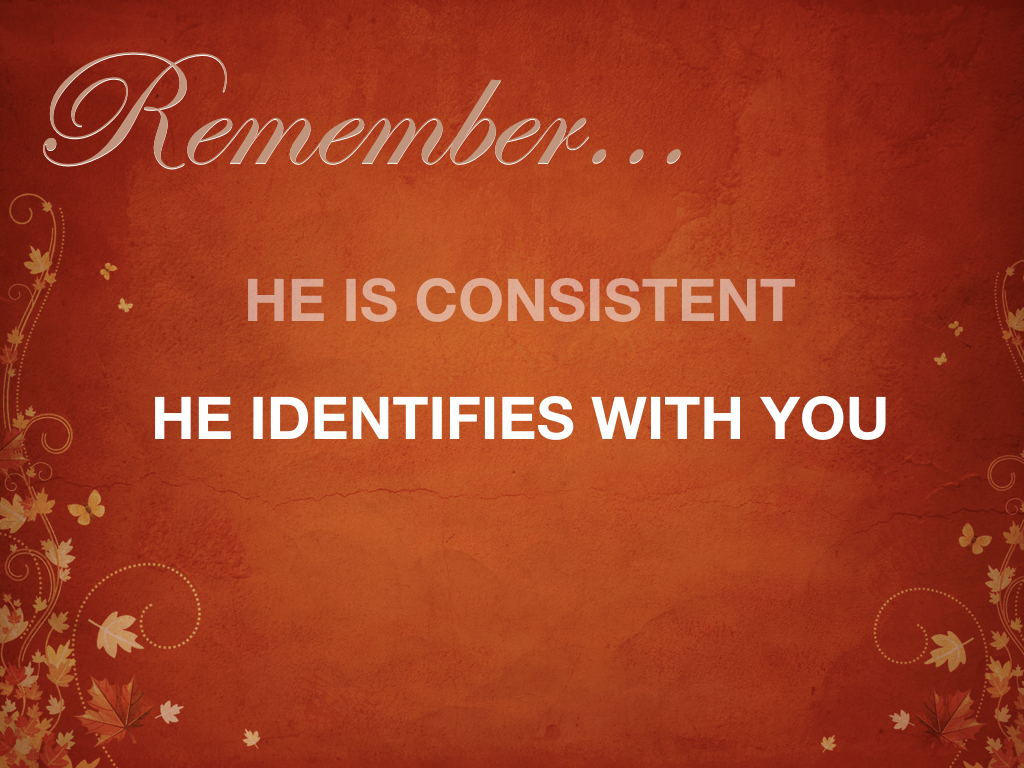 Remember...
HE IS CONSISTENT
HE IDENTIFIES WITH YOU